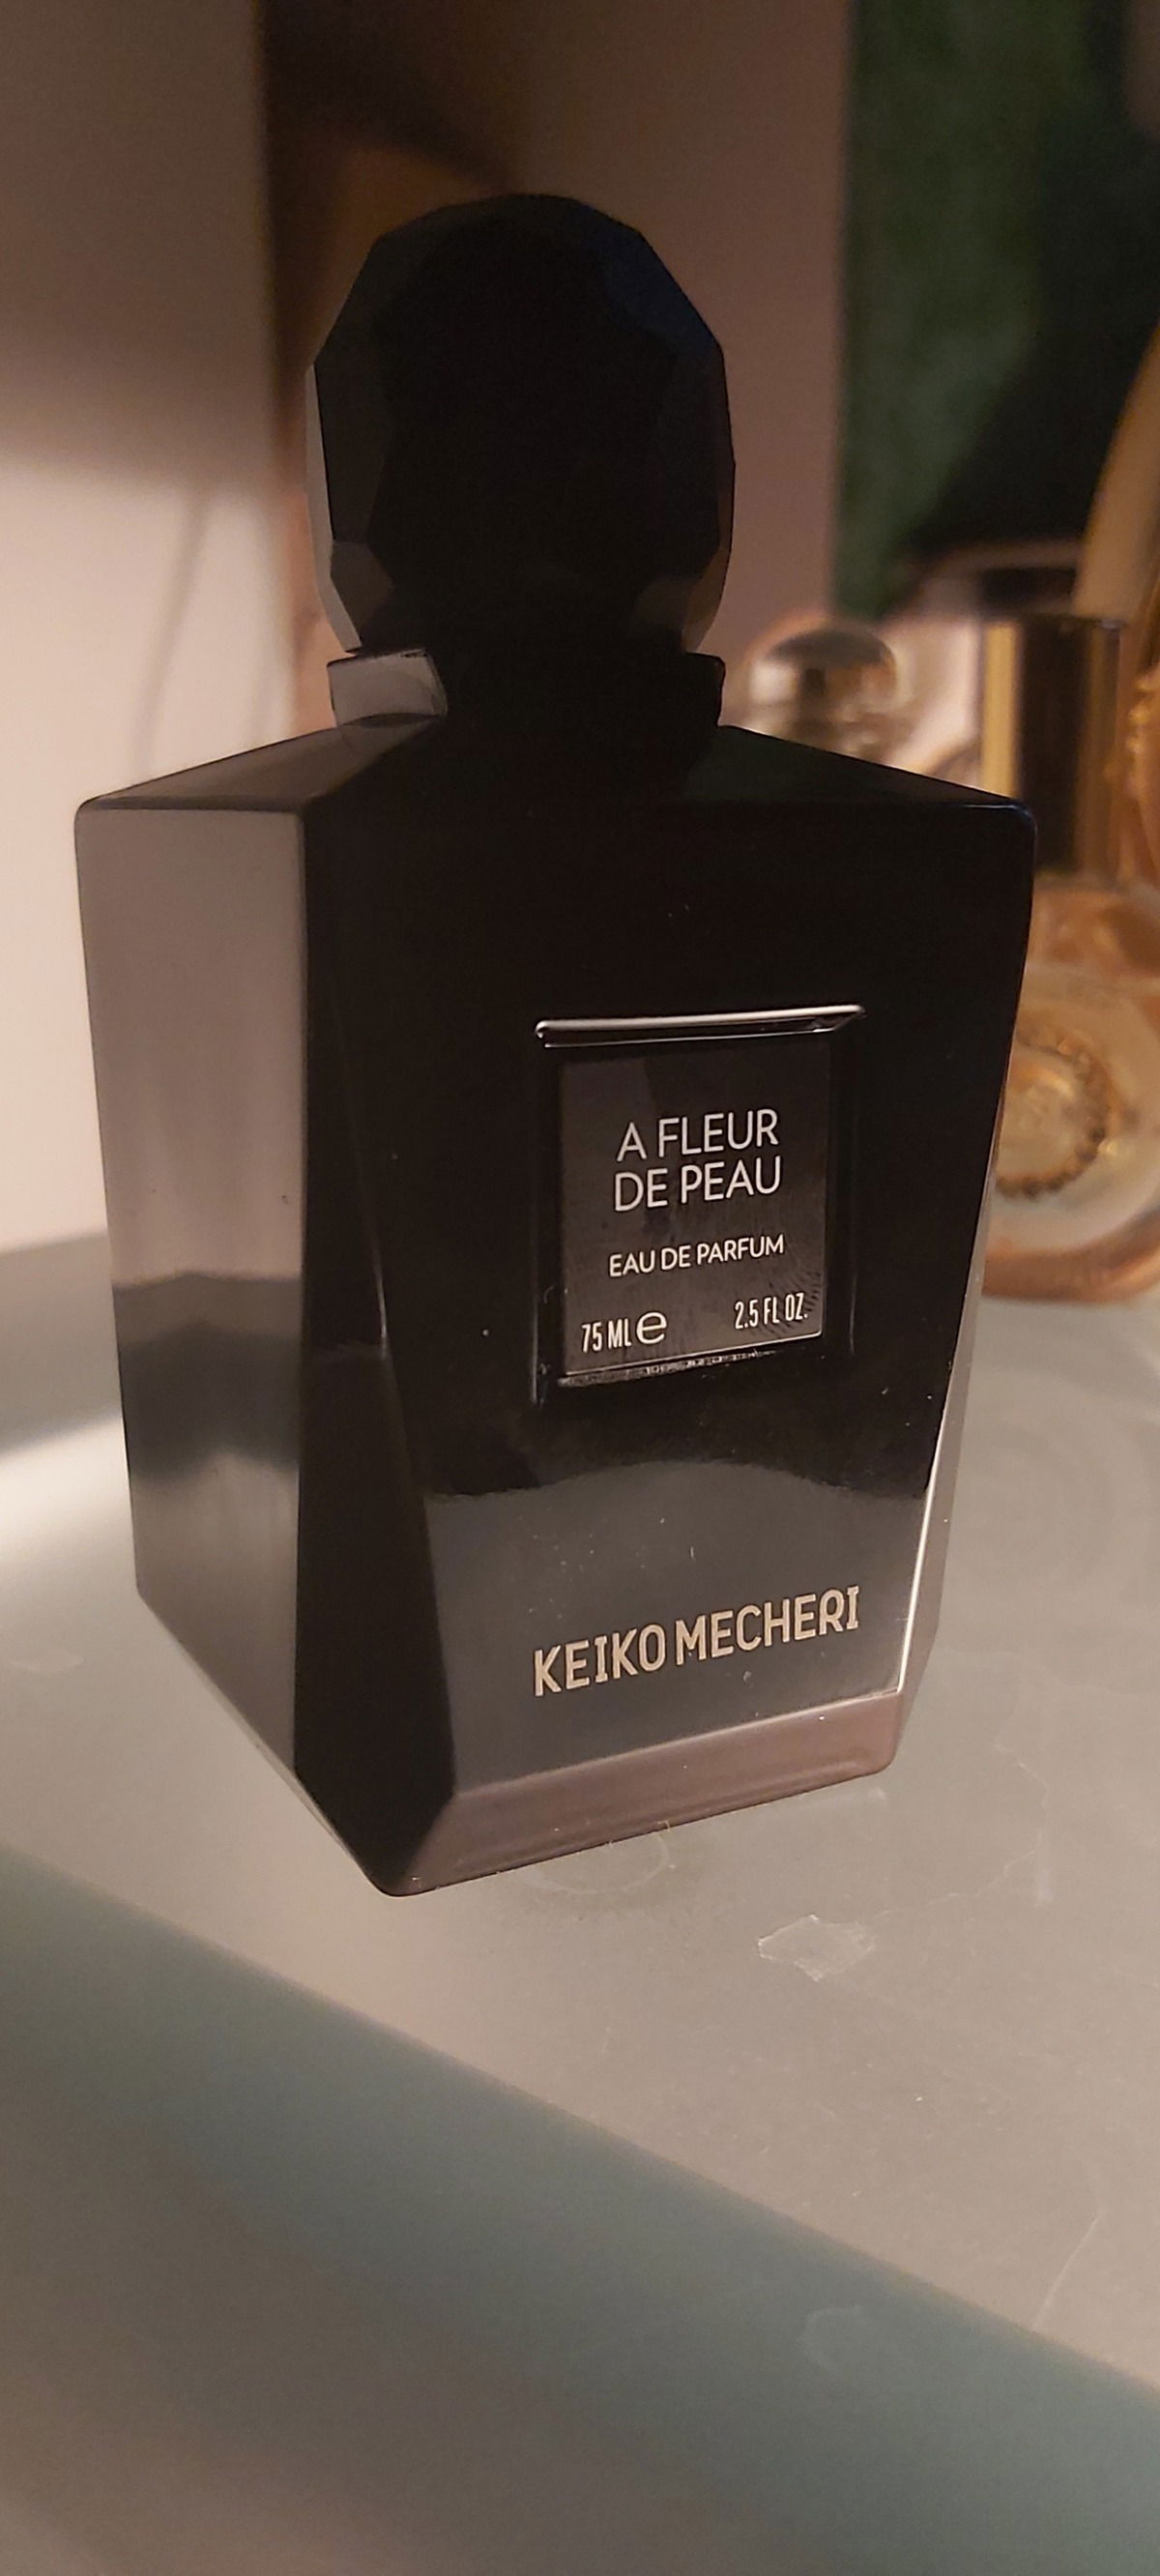 A FLEUR
DE PEAU
EAU DE PARFUM
75 ML e 2.5 FL OZ.
KEIKO MECHERI